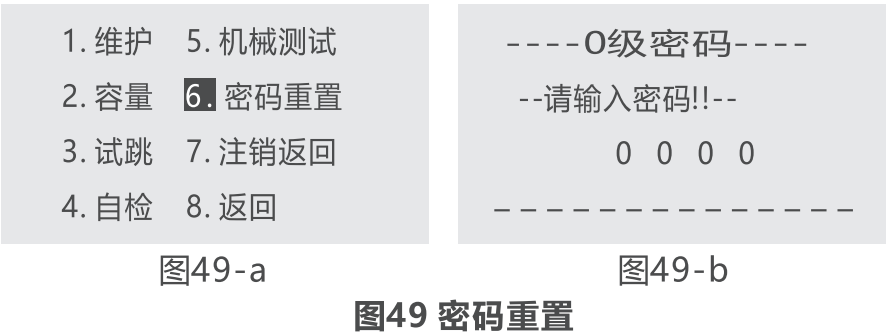 1. 维护 5. 机械测试
2. 容量 6. 密码重置
3. 试跳 7. 注销返回
4. 自检 8. 返回
图49-a
----0级密码----
--请输入密码!!--
0 0 0 0
--------------
图49-b
图49 密码重置